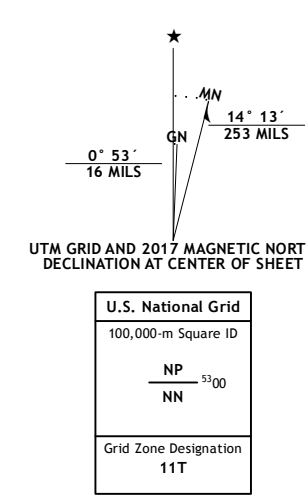 ★
MN
GN
14° 13´
253 MILS
0° 53´
16 MILS
UTM GRID AND 2017 MAGNETIC NORT
DECLINATION AT CENTER OF SHEET
U.S. National Grid
100,000-m Square ID
NP
5300
NN
Grid Zone Designation
11T